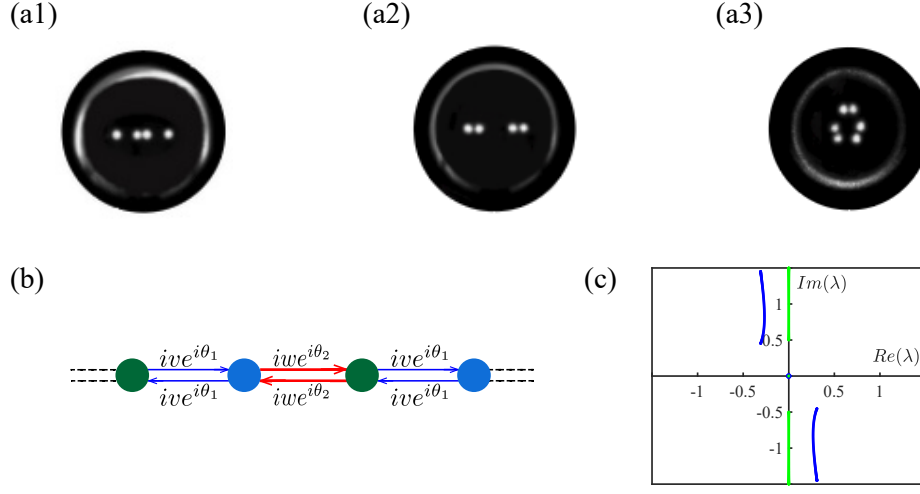 (a1) (a2) (a3)
(b) (c)
ive^{iθ_1} iwe^{iθ_2} ive^{iθ_1}
ive^{iθ_1} iwe^{iθ_2} ive^{iθ_1}
Im(λ)
1
0.5
Re(λ)
-1 -0.5 0.5 1
-0.5
-1